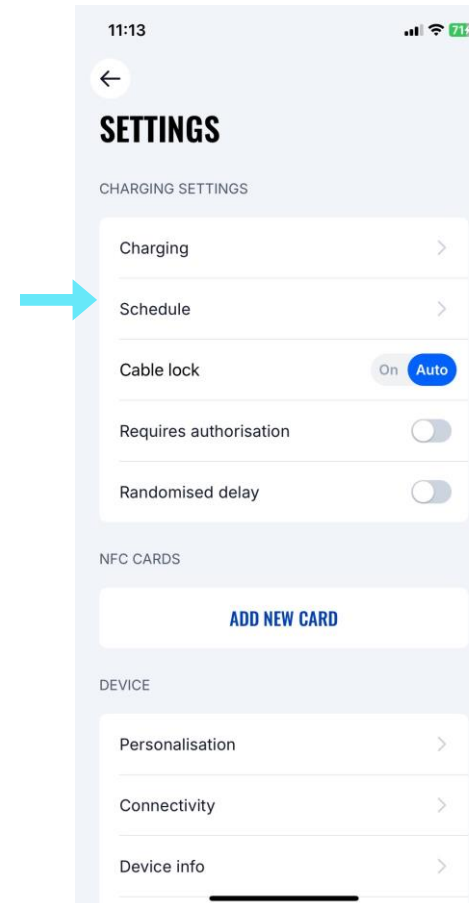 11:13
71
SETTINGS
CHARGING SETTINGS
Charging
Schedule
Cable lock On Auto
Requires authorisation
Randomised delay
NFC CARDS
ADD NEW CARD
DEVICE
Personalisation
Connectivity
Device info